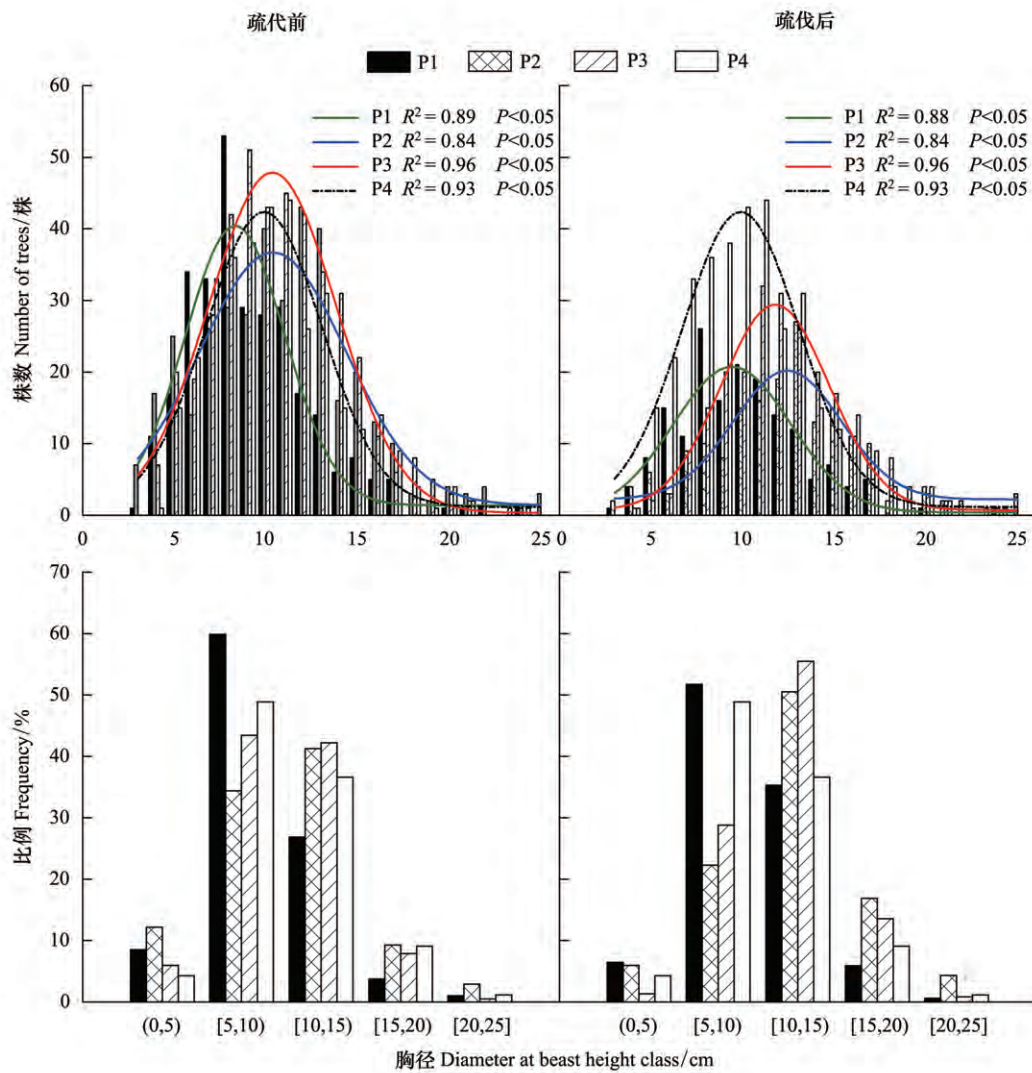 疏代前
疏伐后
P1 P2 P3 P4
60
50
40
30
20
10
0
株数 Number of trees/株
P1 R² = 0.89 P<0.05
P2 R² = 0.84 P<0.05
P3 R² = 0.96 P<0.05
P4 R² = 0.93 P<0.05
P1 R² = 0.88 P<0.05
P2 R² = 0.84 P<0.05
P3 R² = 0.96 P<0.05
P4 R² = 0.93 P<0.05
0 5 10 15 20 25
5 10 15 20 25
70
60
50
40
30
20
10
0
比例 Frequency/%
(0,5) [5,10) [10,15) [15,20) [20,25]
(0,5) [5,10) [10,15) [15,20) [20,25]
胸径 Diameter at beast height class/cm